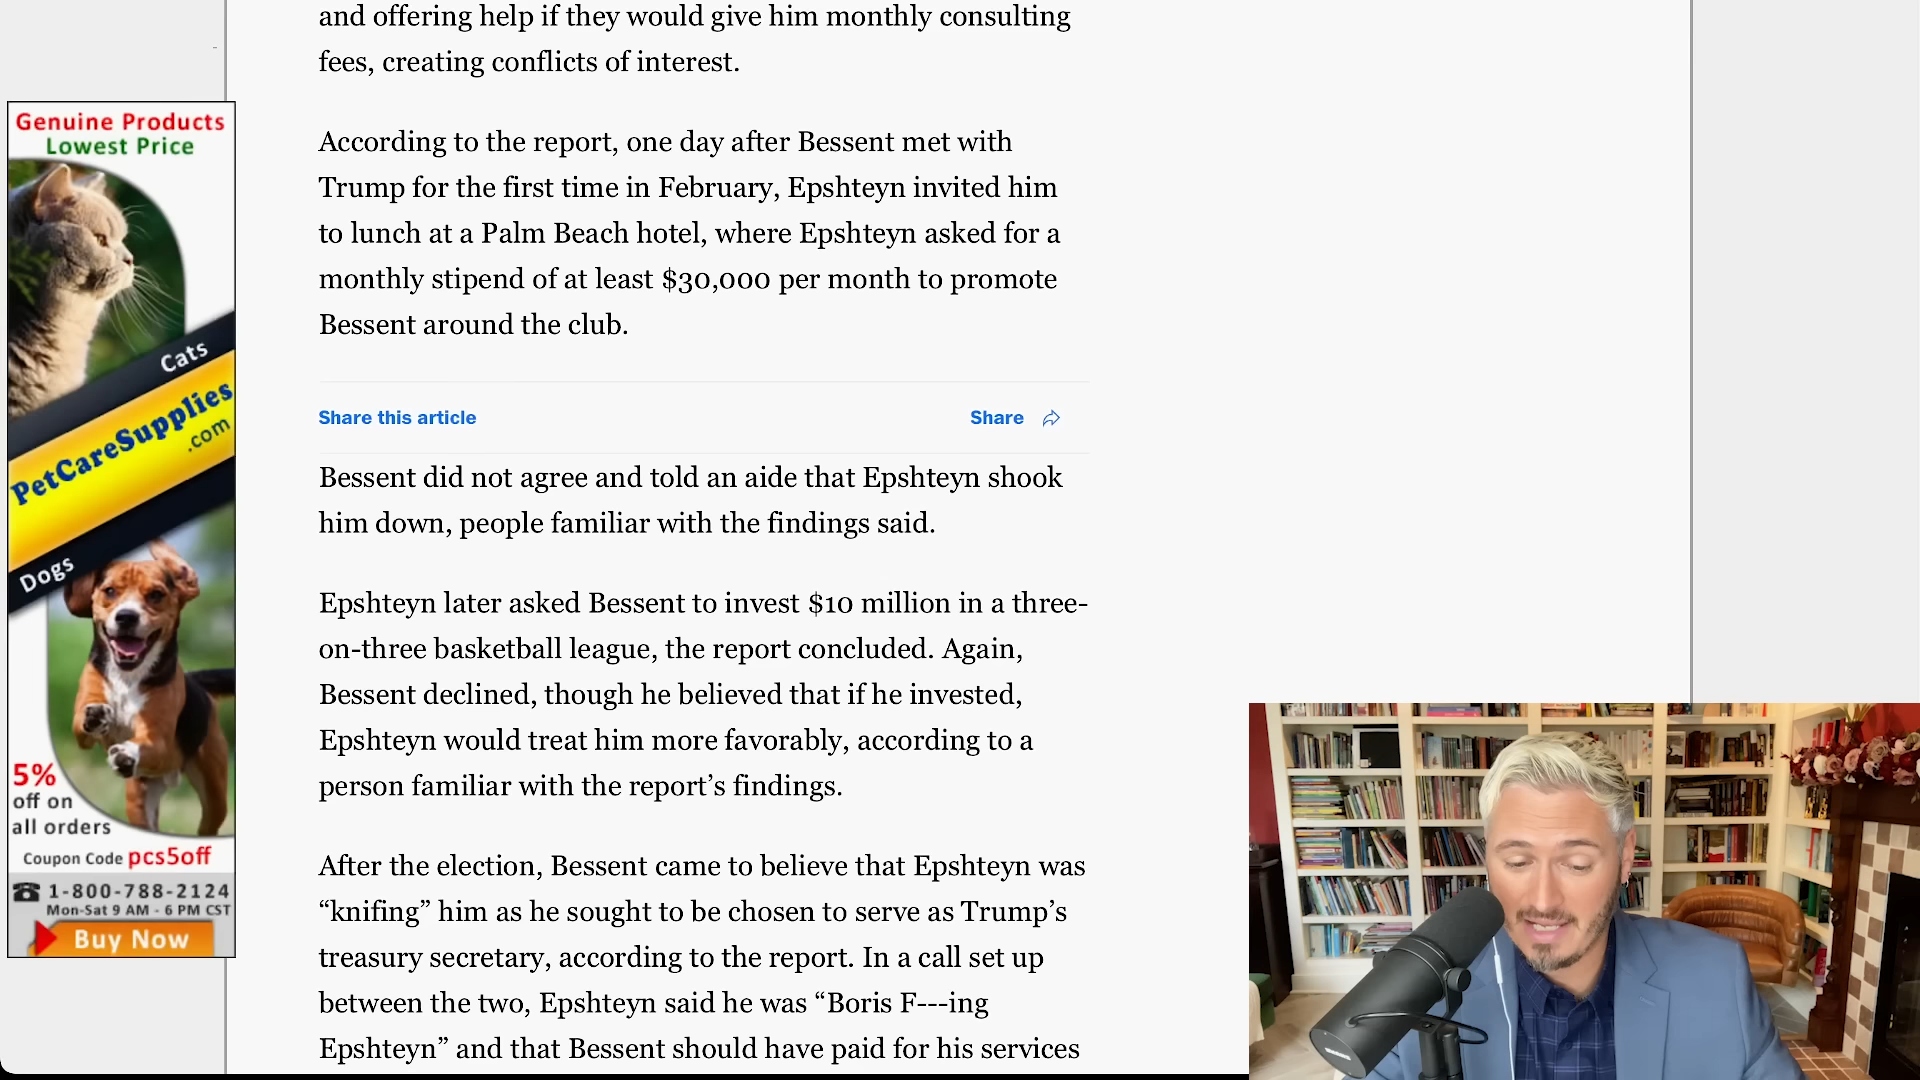 and offering help if they would give him monthly consulting
fees, creating conflicts of interest.
According to the report, one day after Bessent met with
Trump for the first time in February, Epshteyn invited him
to lunch at a Palm Beach hotel, where Epshteyn asked for a
monthly stipend of at least $30,000 per month to promote
Bessent around the club.
Share this article
Share
Bessent did not agree and told an aide that Epshteyn shook
him down, people familiar with the findings said.
Epshteyn later asked Bessent to invest $10 million in a three-
on-three basketball league, the report concluded. Again,
Bessent declined, though he believed that if he invested,
Epshteyn would treat him more favorably, according to a
person familiar with the report’s findings.
After the election, Bessent came to believe that Epshteyn was
“knifing” him as he sought to be chosen to serve as Trump’s
treasury secretary, according to the report. In a call set up
between the two, Epshteyn said he was “Boris F---ing
Epshteyn” and that Bessent should have paid for his services
Genuine Products
Lowest Price
Cats
PetCareSupplies
.com
Dogs
5%
off on
all orders
Coupon Code pcs5off
1-800-788-2124
Mon-Sat 9 AM - 6 PM CST
Buy Now